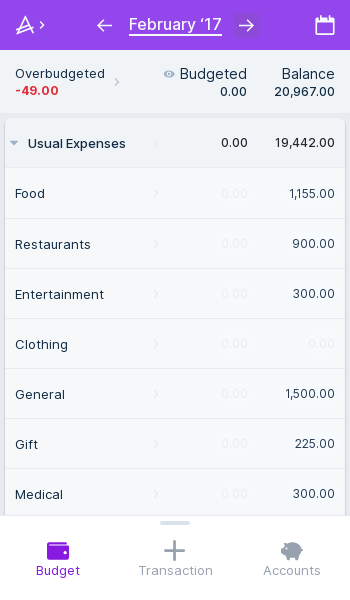 February ‘17
Overbudgeted Budgeted Balance
-49.00 0.00 20,967.00
Usual Expenses 0.00 19,442.00
Food 0.00 1,155.00
Restaurants 0.00 900.00
Entertainment 0.00 300.00
Clothing 0.00 0.00
General 0.00 1,500.00
Gift 0.00 225.00
Medical 0.00 300.00
Budget Transaction Accounts